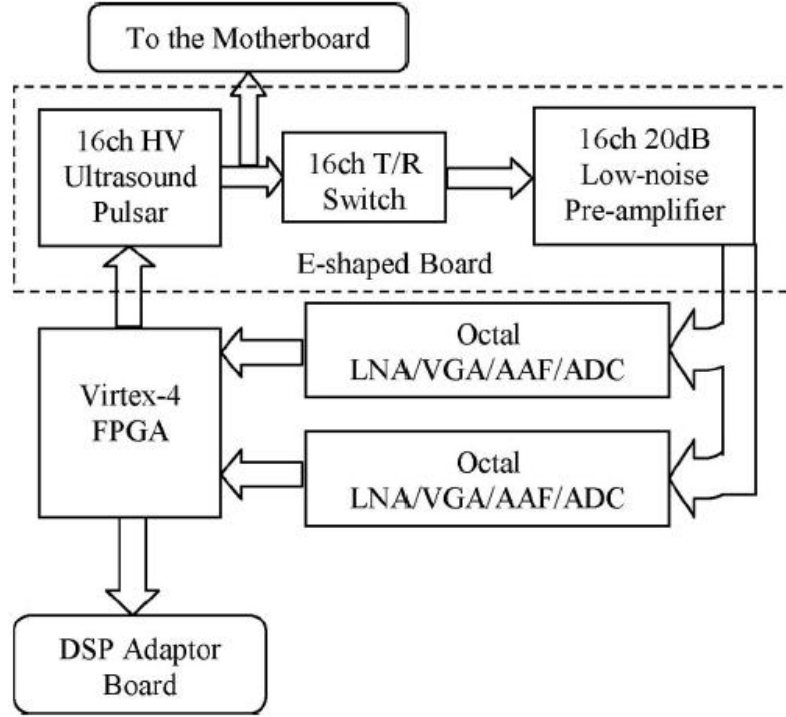 To the Motherboard
16ch HV
Ultrasound
Pulsar
16ch T/R
Switch
16ch 20dB
Low-noise
Pre-amplifier
E-shaped Board
Octal
LNA/VGA/AAF/ADC
Virtex-4
FPGA
Octal
LNA/VGA/AAF/ADC
DSP Adaptor
Board